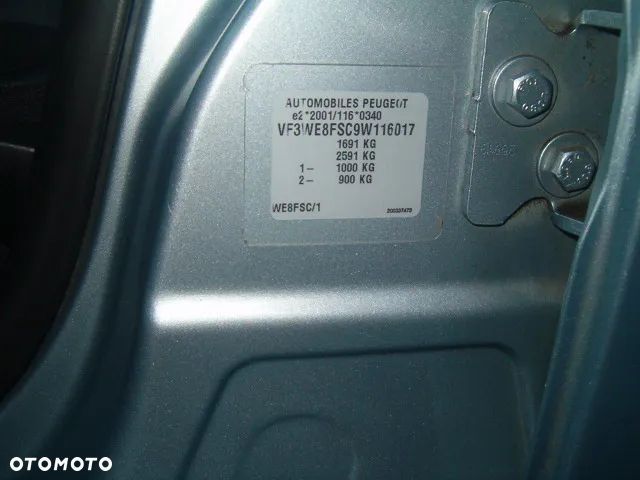 AUTOMOBILES PEUGEOT
e2 *2001/116*0340
VF3WE8FSC9W116017
1691 KG
2591 KG
1- 1000 KG
2- 900 KG
WE8FSC/1
OTOMOTO